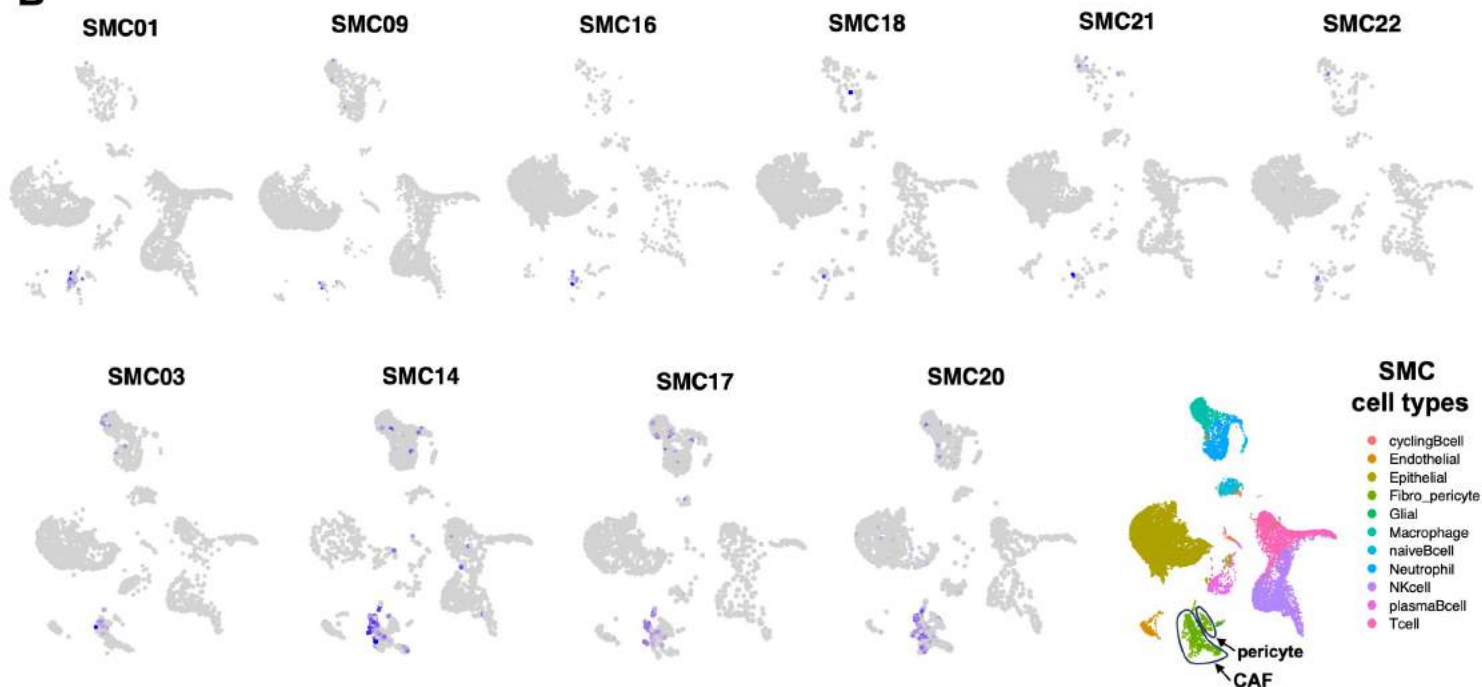 B
SMC01 SMC09 SMC16 SMC18 SMC21 SMC22
SMC03 SMC14 SMC17 SMC20
SMC
cell types
cyclingBcell
Endothelial
Epithelial
Fibro_pericyte
Glial
Macrophage
naiveBcell
Neutrophil
NKcell
plasmaBcell
Tcell
pericyte
CAF